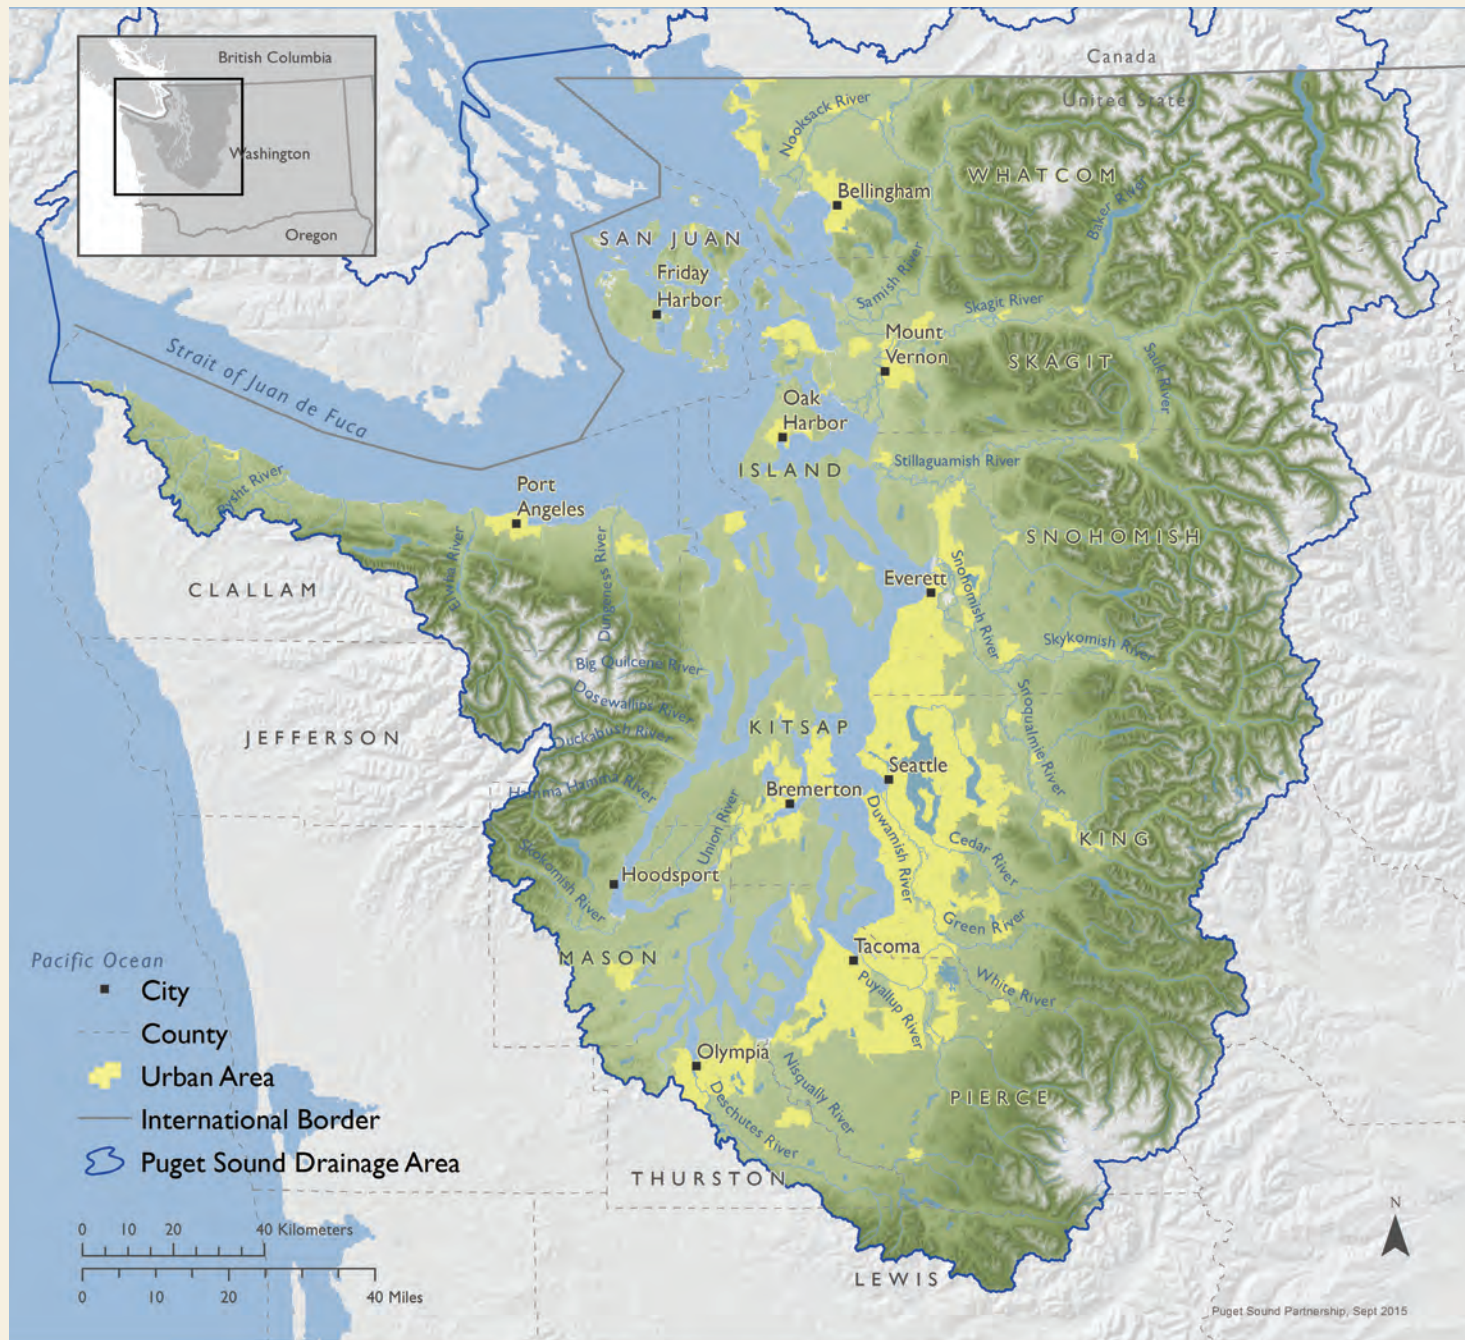 British Columbia
Washington
Oregon
Canada
United States
Nooksack River
WHATCOM
Baker River
Bellingham
SAN JUAN
Friday
Harbor
Samish River
Skagit River
Mount
Vernon
SKAGIT
Sauk River
Strait of Juan de Fuca
Oak
Harbor
ISLAND
Stillaguamish River
Pysht River
Port
Angeles
Elwha River
Dungeness River
SNOHOMISH
Everett
Snohomish River
Skykomish River
CLALLAM
Big Quilcene River
Dosewallips River
Duckabush River
Hamma Hamma River
JEFFERSON
KITSAP
Snoqualmie River
Seattle
Bremerton
Union River
Duwamish River
Cedar River
KING
Hoodsport
Skokomish River
Green River
MASON
Tacoma
Puyallup River
White River
Pacific Ocean
City
County
Urban Area
International Border
Puget Sound Drainage Area
Olympia
Nisqually River
Deschutes River
PIERCE
THURSTON
LEWIS
0 10 20 40 Kilometers
0 10 20 40 Miles
N
Puget Sound Partnership, Sept 2015